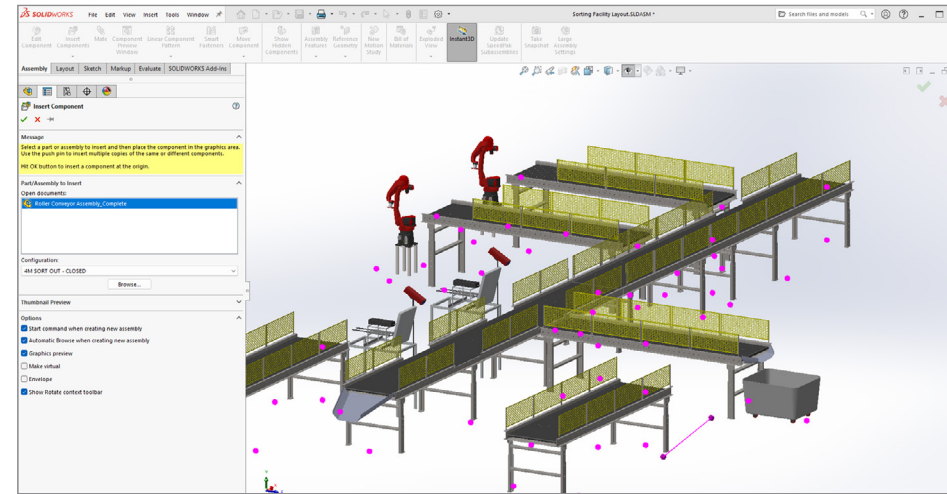 SOLIDWORKS File Edit View Insert Tools Window
Sorting Facility Layout.SLDASM *
Search files and models
Edit Component
Insert Components
Mate
Component Preview Window
Linear Component Pattern
Smart Fasteners
Move Component
Show Hidden Components
Assembly Features
Reference Geometry
New Motion Study
Bill of Materials
Exploded View
Instant3D
Update SpeedPak Subassemblies
Take Snapshot
Large Assembly Settings
Assembly Layout Sketch Markup Evaluate SOLIDWORKS Add-Ins
Insert Component
Message
Select a part or assembly to insert and then place the component in the graphics area.
Use the push pin to insert multiple copies of the same or different components.
Hit OK button to insert a component at the origin.
Part/Assembly to Insert
Open documents:
Roller Conveyor Assembly_Complete
Configuration:
4M SORT OUT - CLOSED
Browse...
Thumbnail Preview
Options
Start command when creating new assembly
Automatic Browse when creating new assembly
Graphics preview
Make virtual
Envelope
Show Rotate context toolbar